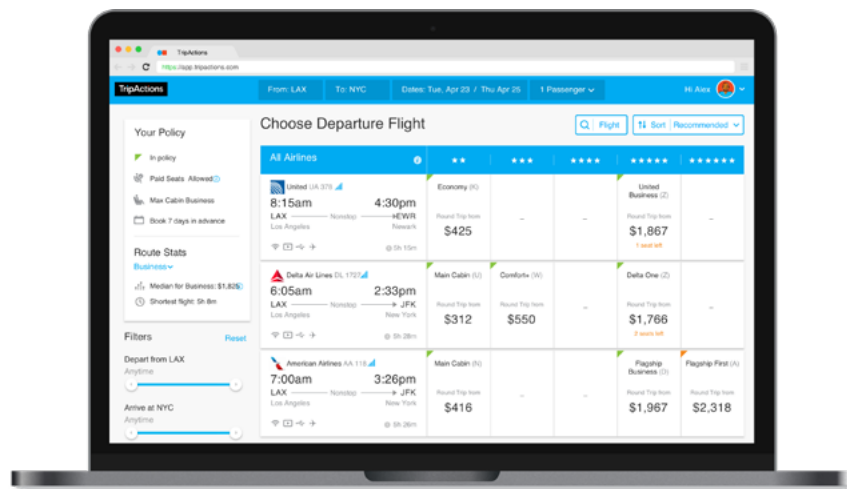 TripActions
https://app.tripactions.com
TripActions
From: LAX
To: NYC
Dates: Tue, Apr 23 / Thu Apr 25
1 Passenger
Hi Alex
Your Policy
In policy
Paid Seats Allowed
Max Cabin Business
Book 7 days in advance
Route Stats
Business
Median for Business: $1,825
Shortest flight: 5h 8m
Filters
Reset
Depart from LAX
Anytime
Arrive at NYC
Anytime
Choose Departure Flight
Flight
Sort
Recommended
All Airlines
United UA 379
8:15am 4:30pm
LAX Nonstop EWR
Los Angeles Newark
5h 15m
Economy (K)
Round Trip from
$425
–
–
United
Business (Z)
Round Trip from
$1,867
1 seat left
–
Delta Air Lines DL 1727
6:05am 2:33pm
LAX Nonstop JFK
Los Angeles New York
5h 28m
Main Cabin (U)
Round Trip from
$312
Comfort+ (W)
Round Trip from
$550
–
Delta One (Z)
Round Trip from
$1,766
2 seats left
–
American Airlines AA 118
7:00am 3:26pm
LAX Nonstop JFK
Los Angeles New York
5h 26m
Main Cabin (N)
Round Trip from
$416
–
–
Flagship
Business (D)
Round Trip from
$1,967
Flagship First (A)
Round Trip from
$2,318